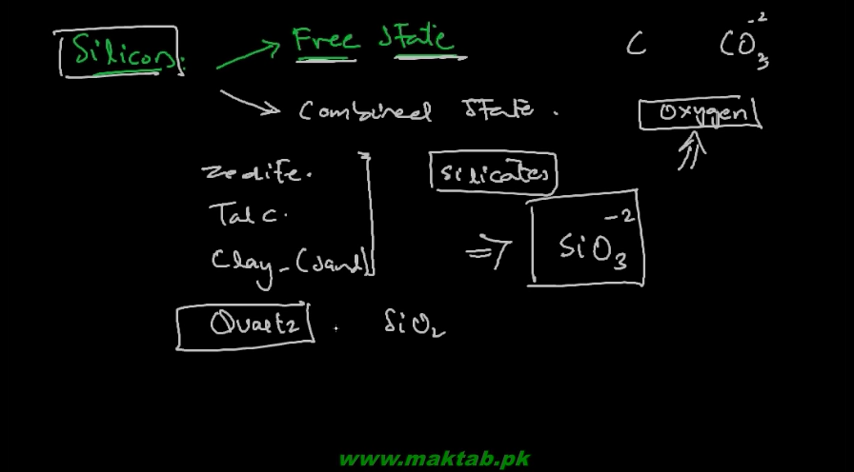 Silicon: → Free State C CO₃⁻²
→ Combined State . Oxygen
Zeolite. silicates
Talc. ⇒ SiO₃⁻²
Clay - (sand)
Quartz . SiO₂
www.maktab.pk